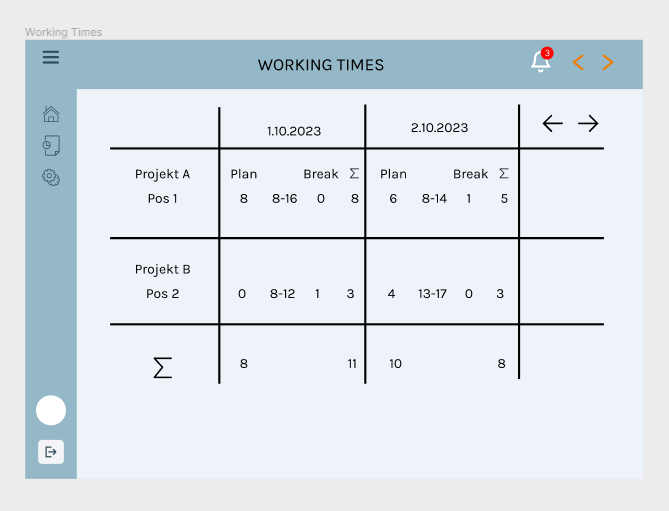 Working Times
WORKING TIMES
3
1.10.2023 2.10.2023
Projekt A Plan Break Σ Plan Break Σ
Pos 1 8 8-16 0 8 6 8-14 1 5
Projekt B
Pos 2 0 8-12 1 3 4 13-17 0 3
Σ 8 11 10 8